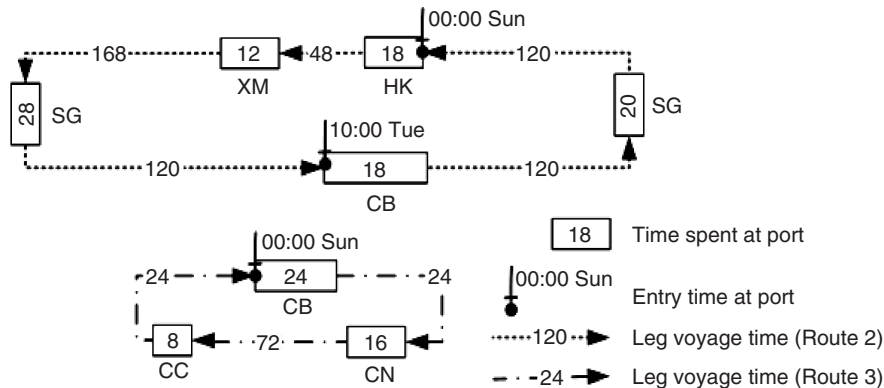 00:00 Sun
168
12
48
18
120
XM
HK
28
SG
20
SG
10:00 Tue
120
18
120
CB
00:00 Sun
24
24
24
CB
8
72
16
CC
CN
18
Time spent at port
00:00 Sun
Entry time at port
120
Leg voyage time (Route 2)
24
Leg voyage time (Route 3)